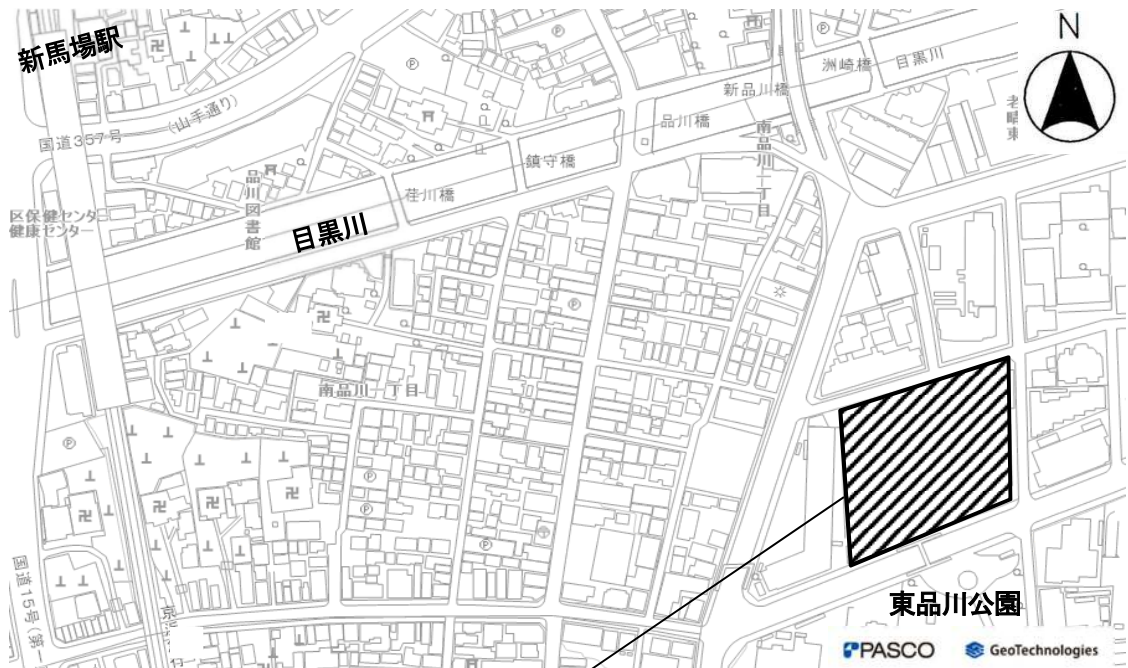 新馬場駅
国道357号
(山手通り)
区保健センター
健康センター
品川図書館
目黒川
荏川橋
鎮守橋
品川橋
新品川橋
洲崎橋
目黒川
南品川一丁目
N
南品川一丁目
国道15号(第一
東品川公園
PASCO
GeoTechnologies